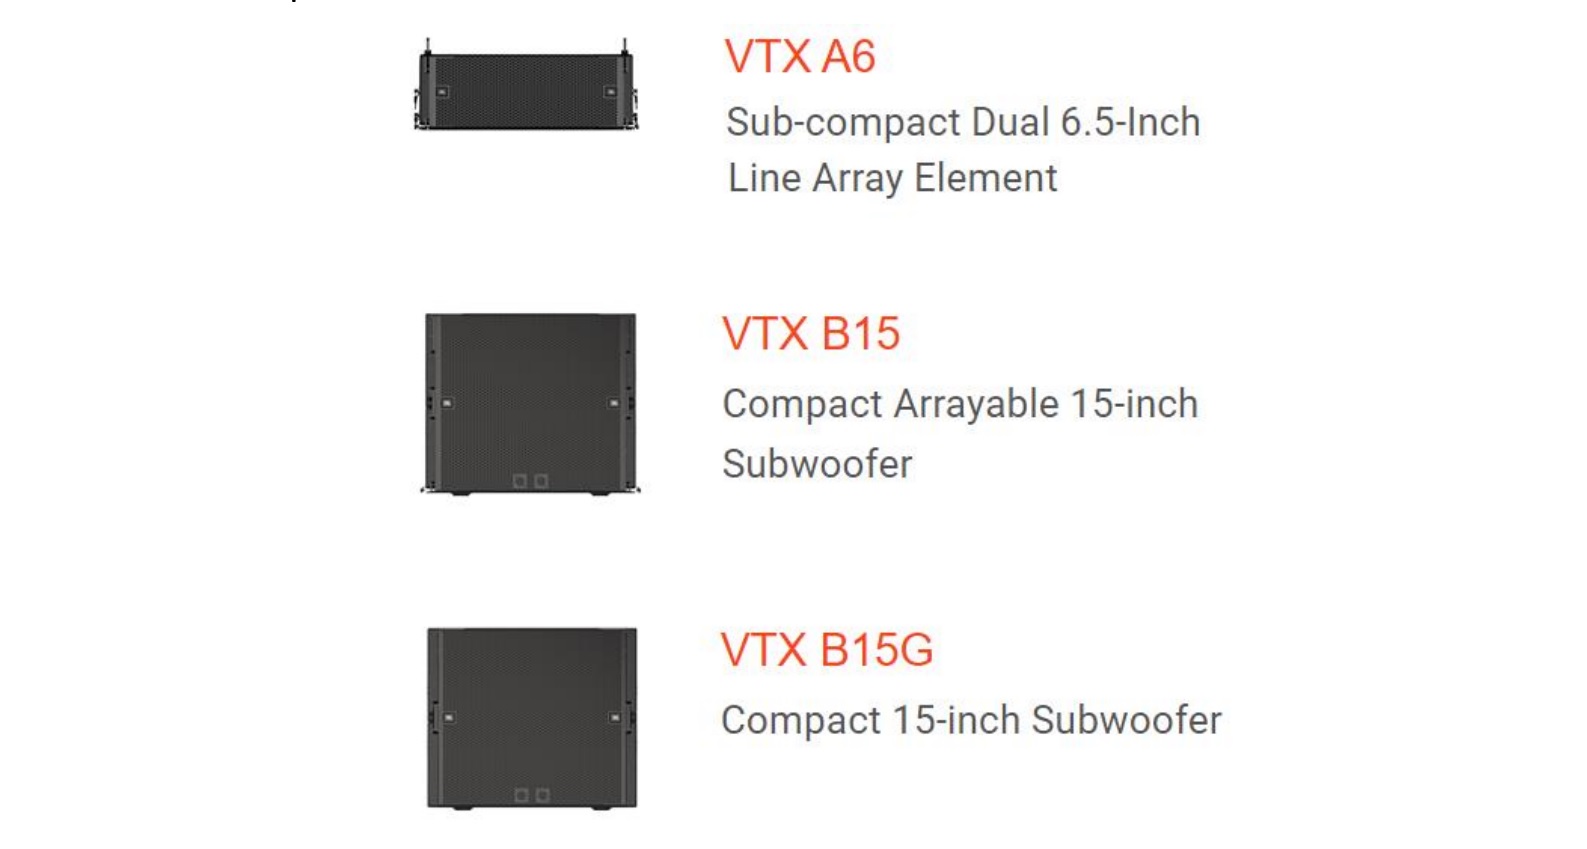 VTX A6
Sub-compact Dual 6.5-Inch
Line Array Element
VTX B15
Compact Arrayable 15-inch
Subwoofer
VTX B15G
Compact 15-inch Subwoofer